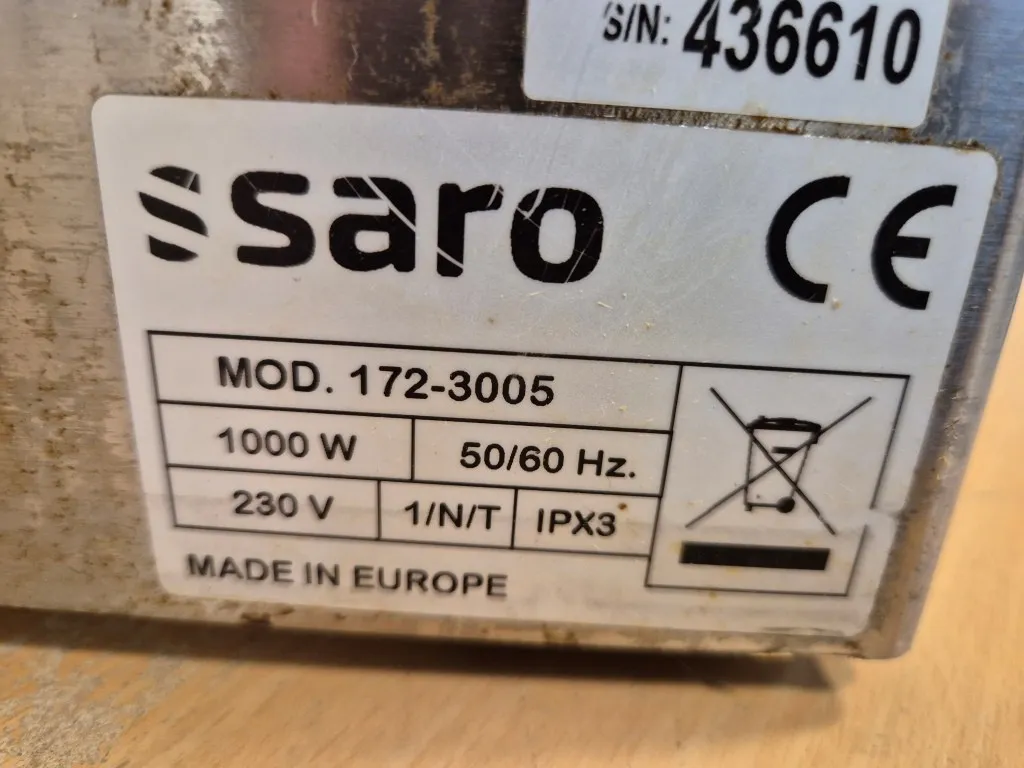 S/N: 436610
saro
CE
MOD. 172-3005
1000 W
50/60 Hz.
230 V
1/N/T
IPX3
MADE IN EUROPE